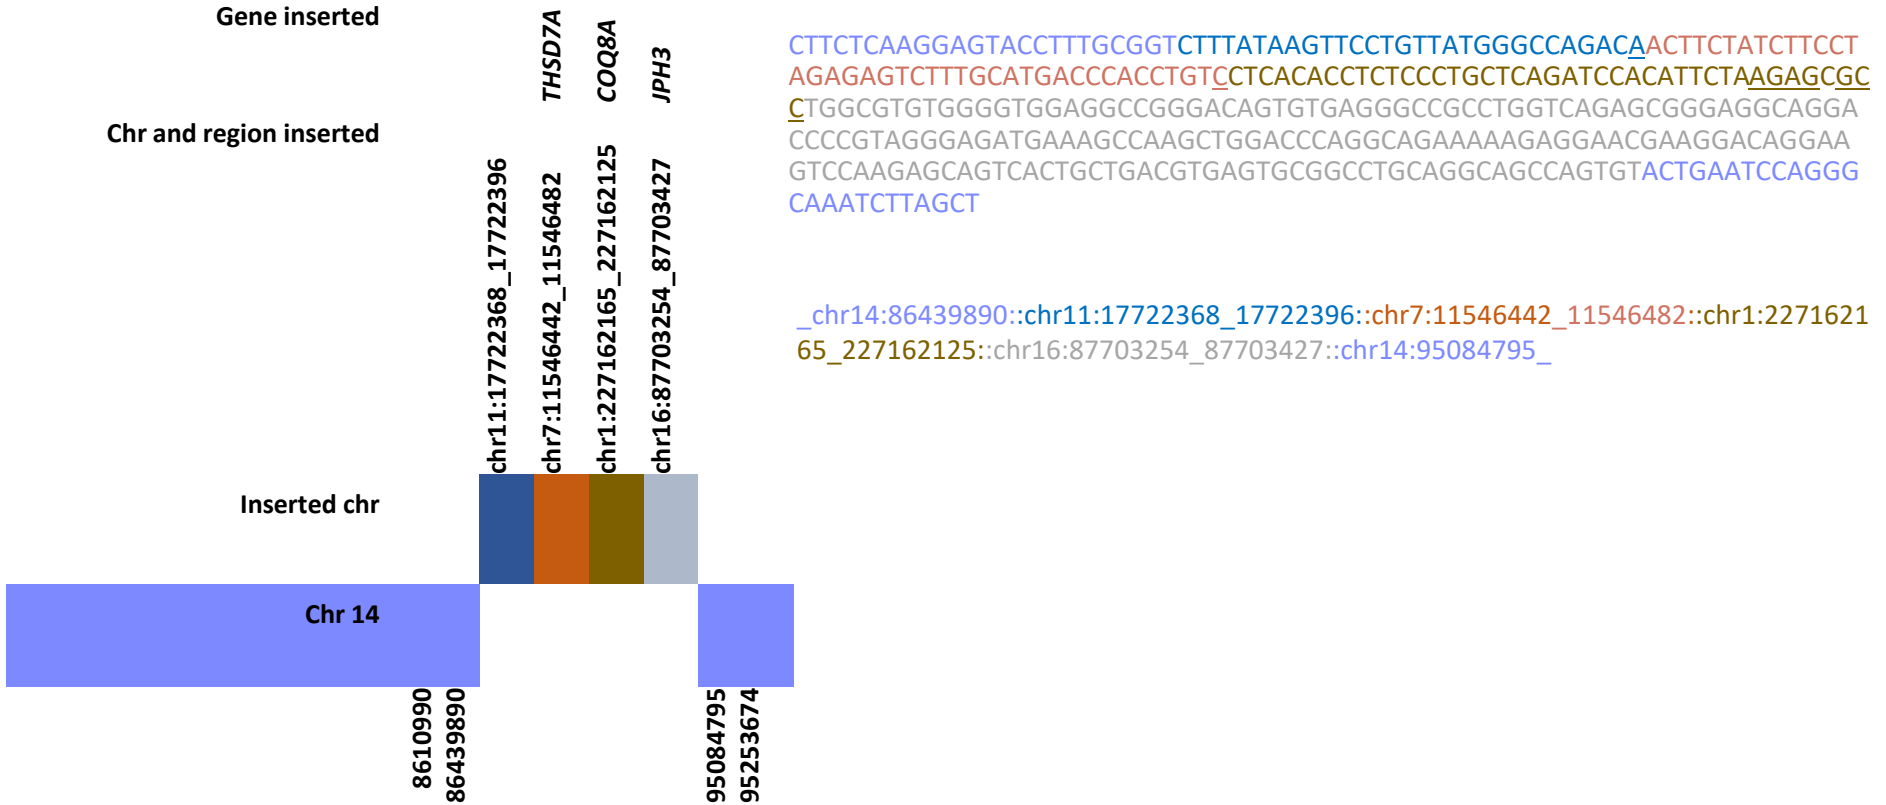 Gene inserted
THSD7A
COQ8A
JPH3
Chr and region inserted
chr11:17722368_17722396
chr7:11546442_11546482
chr1:227162165_227162125
chr16:87703254_87703427
Inserted chr
Chr 14
8610990
86439890
95084795
95253674
CTTCTCAAGGAGTACCTTTGCGGTCTTTATAAGTTCCTGTTATGGGCCAGACAACTTCTATCTTCCT
AGAGAGTCTTTGCATGACCCACCTGTCCTCACACCTCTCCCTGCTCAGATCCACATTCTAAGAGCGC
CTGGCGTGTGGGGTGGAGGCCGGGACAGTGTGAGGGCCGCCTGGTCAGAGCGGGAGGCAGGA
CCCCGTAGGGAGATGAAAGCCAAGCTGGACCCAGGCAGAAAAAGAGGAACGAAGGACAGGAA
GTCCAAGAGCAGTCACTGCTGACGTGAGTGCGGCCTGCAGGCAGCCAGTGTACTGAATCCAGGG
CAAATCTTAGCT
_chr14:86439890::chr11:17722368_17722396::chr7:11546442_11546482::chr1:2271621
65_227162125::chr16:87703254_87703427::chr14:95084795_